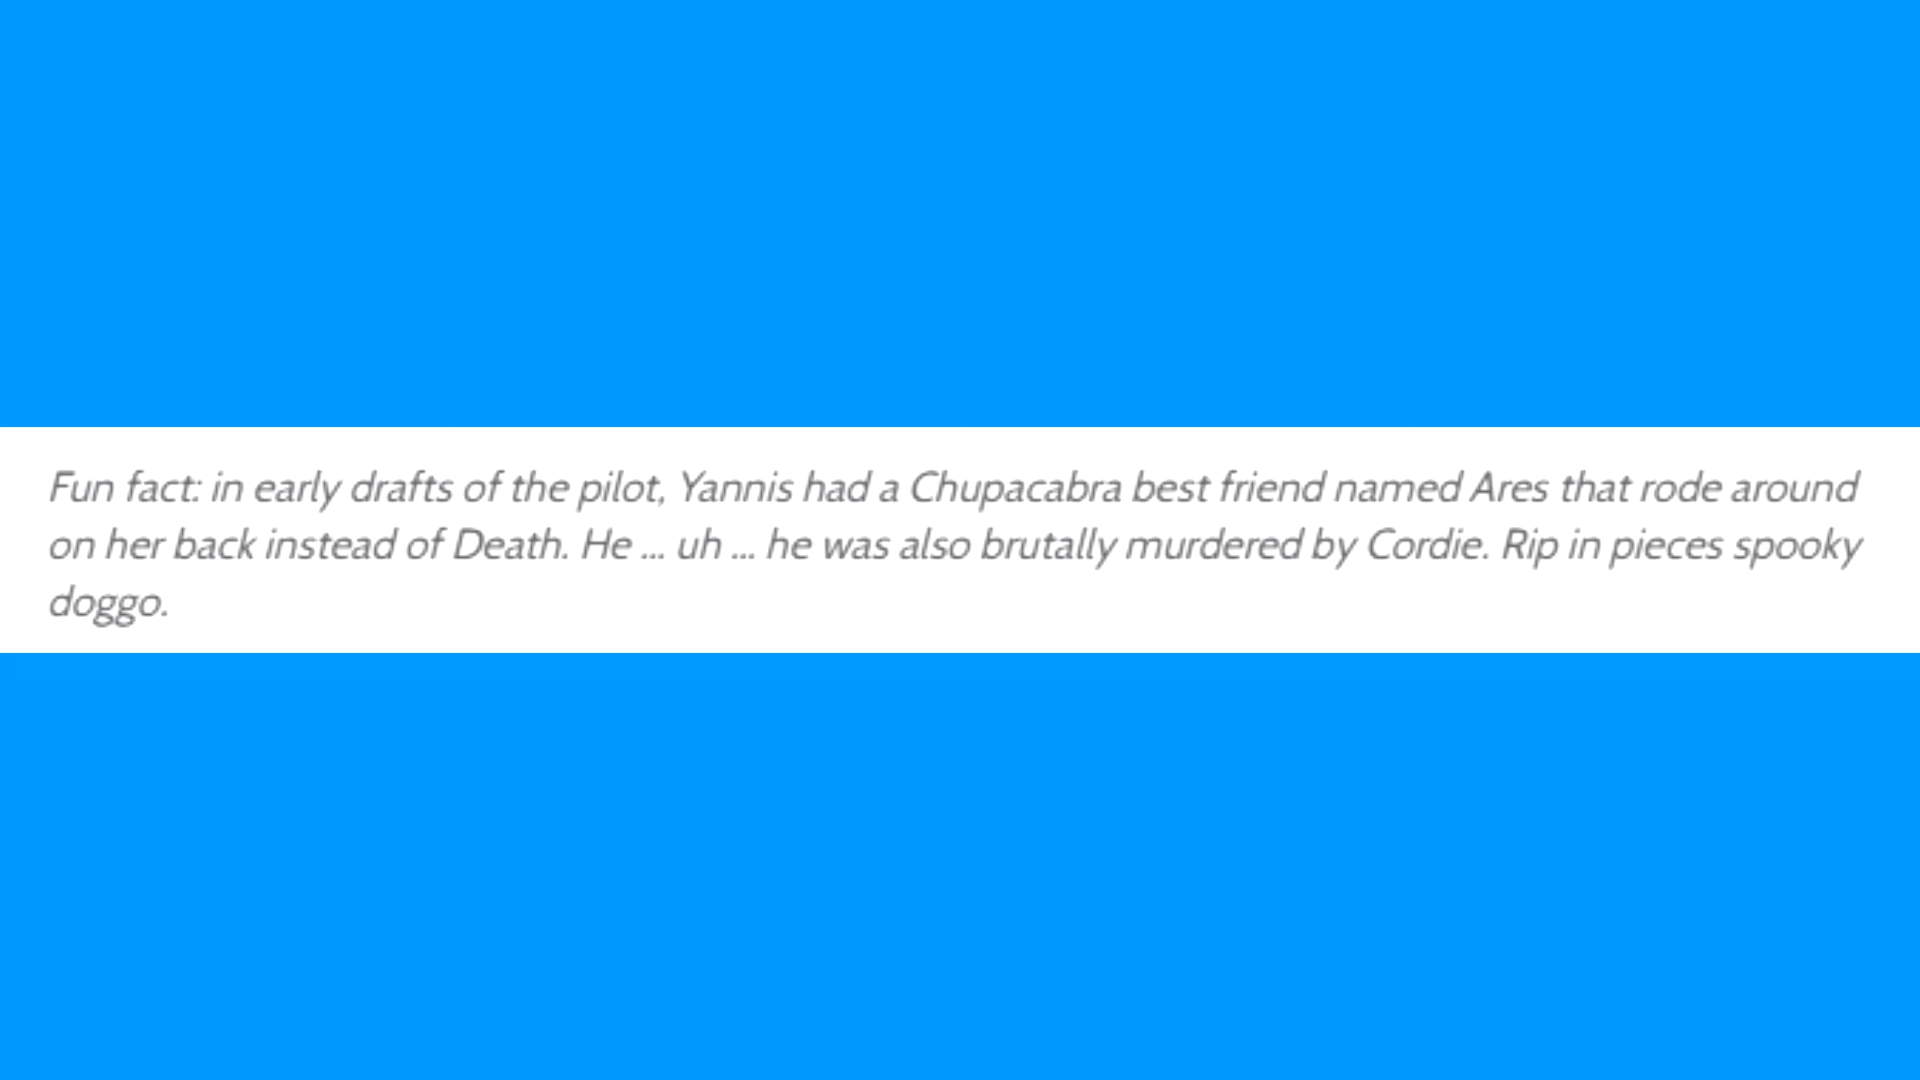 Fun fact: in early drafts of the pilot, Yannis had a Chupacabra best friend named Ares that rode around
on her back instead of Death. He ... uh ... he was also brutally murdered by Cordie. Rip in pieces spooky
doggo.